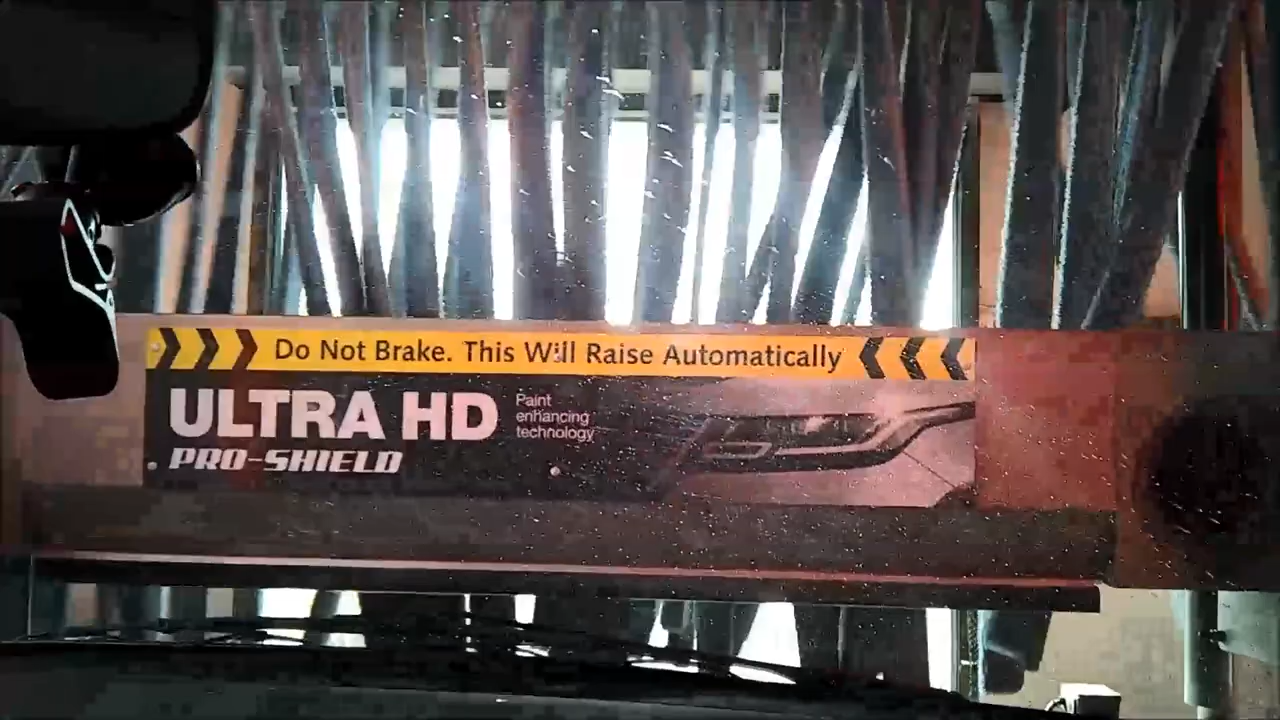 Do Not Brake. This Will Raise Automatically
ULTRA HD
Paint
enhancing
technology
PRO-SHIELD